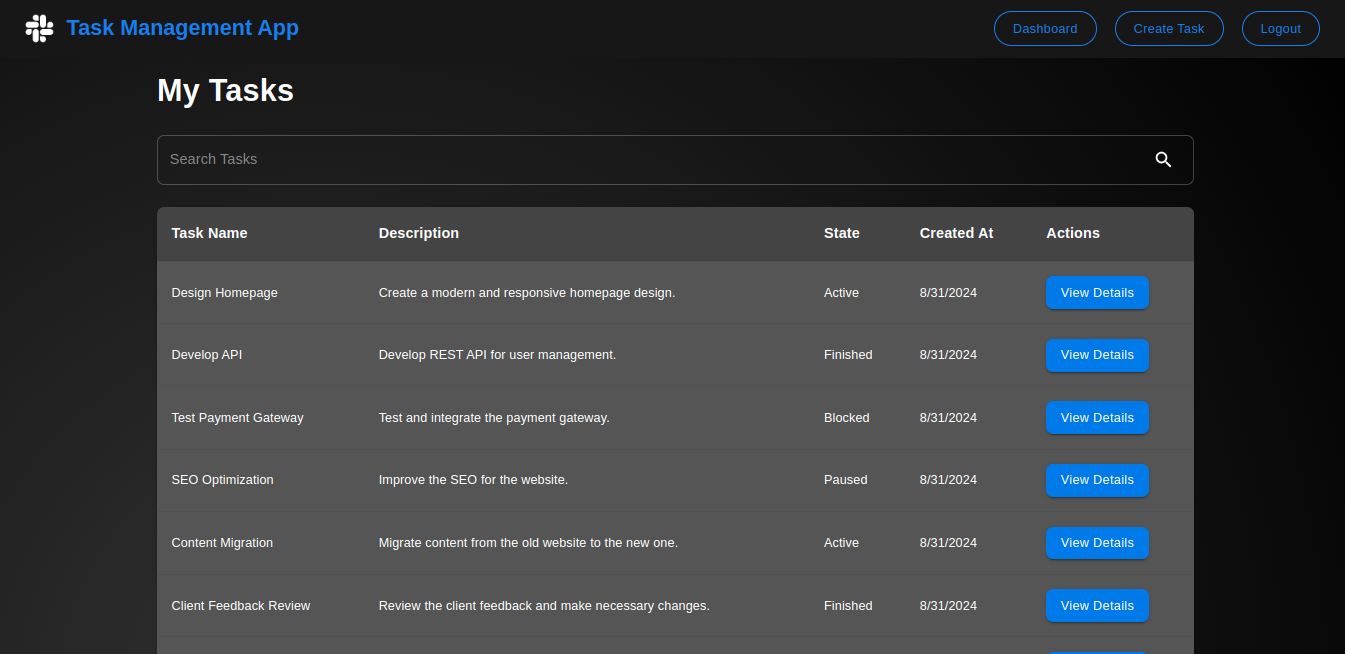 Task Management App Dashboard Create Task Logout
My Tasks
Search Tasks
Task Name Description State Created At Actions
Design Homepage Create a modern and responsive homepage design. Active 8/31/2024 View Details
Develop API Develop REST API for user management. Finished 8/31/2024 View Details
Test Payment Gateway Test and integrate the payment gateway. Blocked 8/31/2024 View Details
SEO Optimization Improve the SEO for the website. Paused 8/31/2024 View Details
Content Migration Migrate content from the old website to the new one. Active 8/31/2024 View Details
Client Feedback Review Review the client feedback and make necessary changes. Finished 8/31/2024 View Details